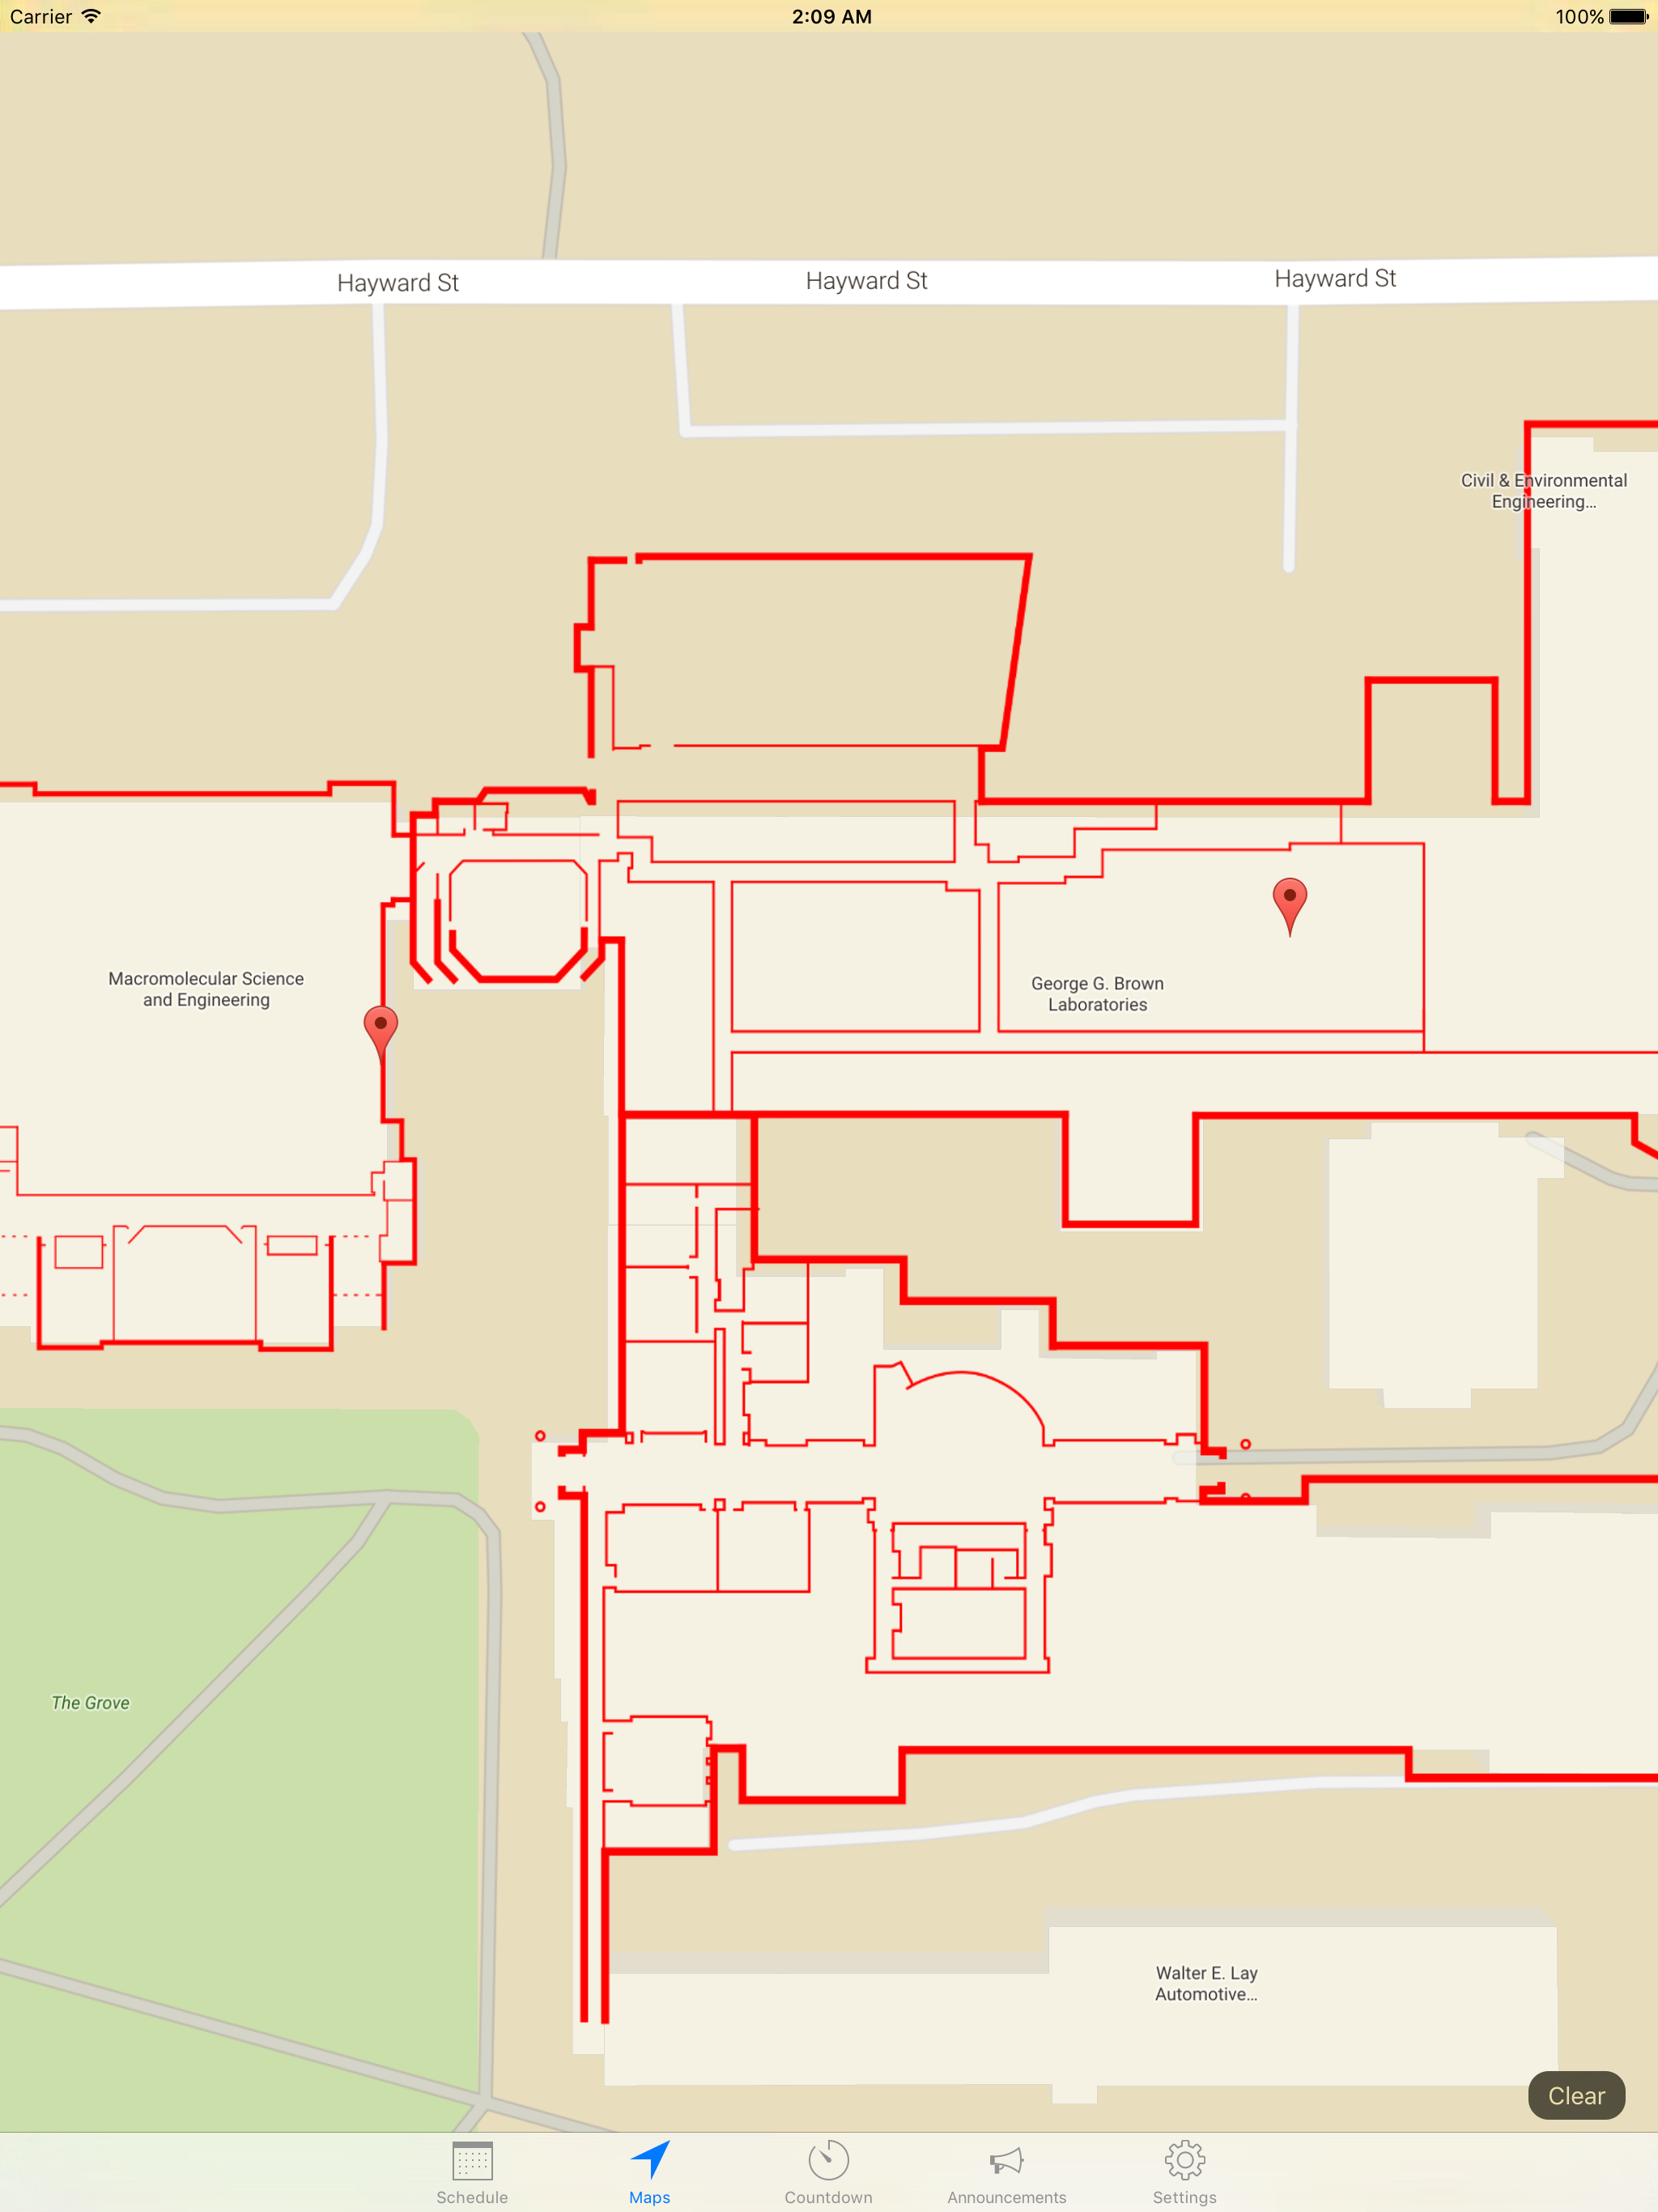 Carrier 2:09 AM 100%
Hayward St Hayward St Hayward St
Civil & Environmental
Engineering...
Macromolecular Science
and Engineering
George G. Brown
Laboratories
The Grove
Walter E. Lay
Automotive...
Clear
Schedule Maps Countdown Announcements Settings